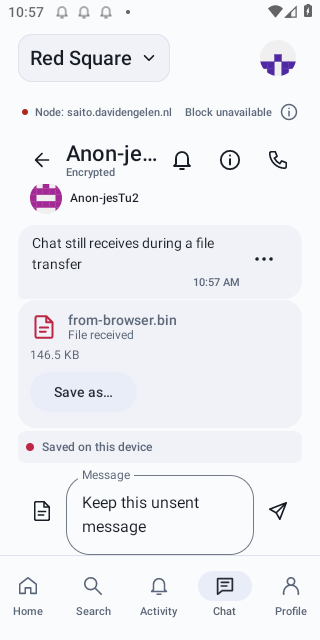 10:57
Red Square
Node: saito.davidengelen.nl Block unavailable
Anon-je...
Encrypted
Anon-jesTu2
Chat still receives during a file
transfer
10:57 AM
from-browser.bin
File received
146.5 KB
Save as...
Saved on this device
Message
Keep this unsent
message
Home Search Activity Chat Profile